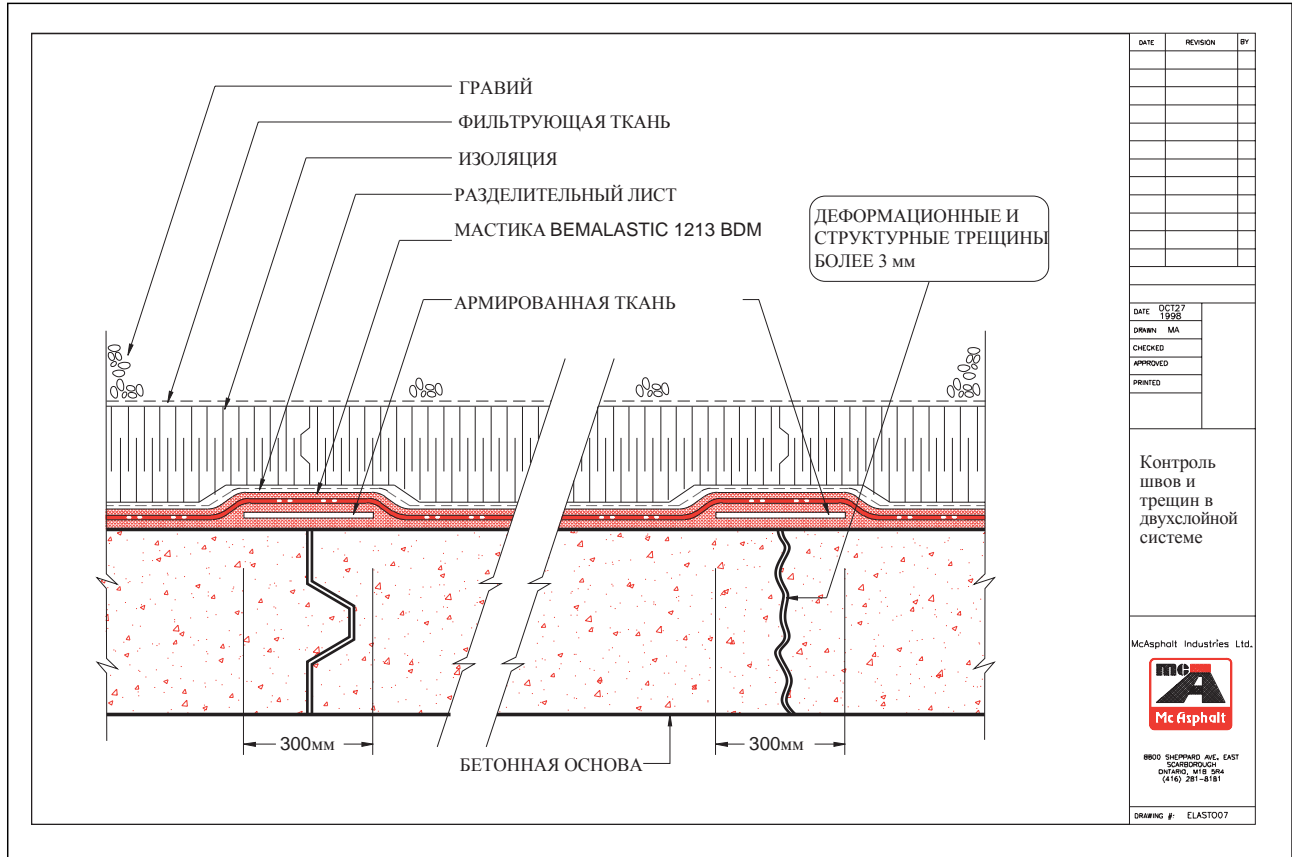 ГРАВИЙ
ФИЛЬТРУЮЩАЯ ТКАНЬ
ИЗОЛЯЦИЯ
РАЗДЕЛИТЕЛЬНЫЙ ЛИСТ
МАСТИКА BEMALASTIC 1213 BDM
АРМИРОВАННАЯ ТКАНЬ
ДЕФОРМАЦИОННЫЕ И
СТРУКТУРНЫЕ ТРЕЩИНЫ
БОЛЕЕ 3 мм
300мм
300мм
БЕТОННАЯ ОСНОВА
DATE REVISION BY
DATE OCT27
1998
DRAWN MA
CHECKED
APPROVED
PRINTED
Контроль
швов и
трещин в
двухслойной
системе
McAsphalt Industries Ltd.
mc A
Mc Asphalt
8800 SHEPPARD AVE. EAST
SCARBOROUGH
ONTARIO, M1B 5R4
(416) 281-8181
DRAWING #: ELASTO07